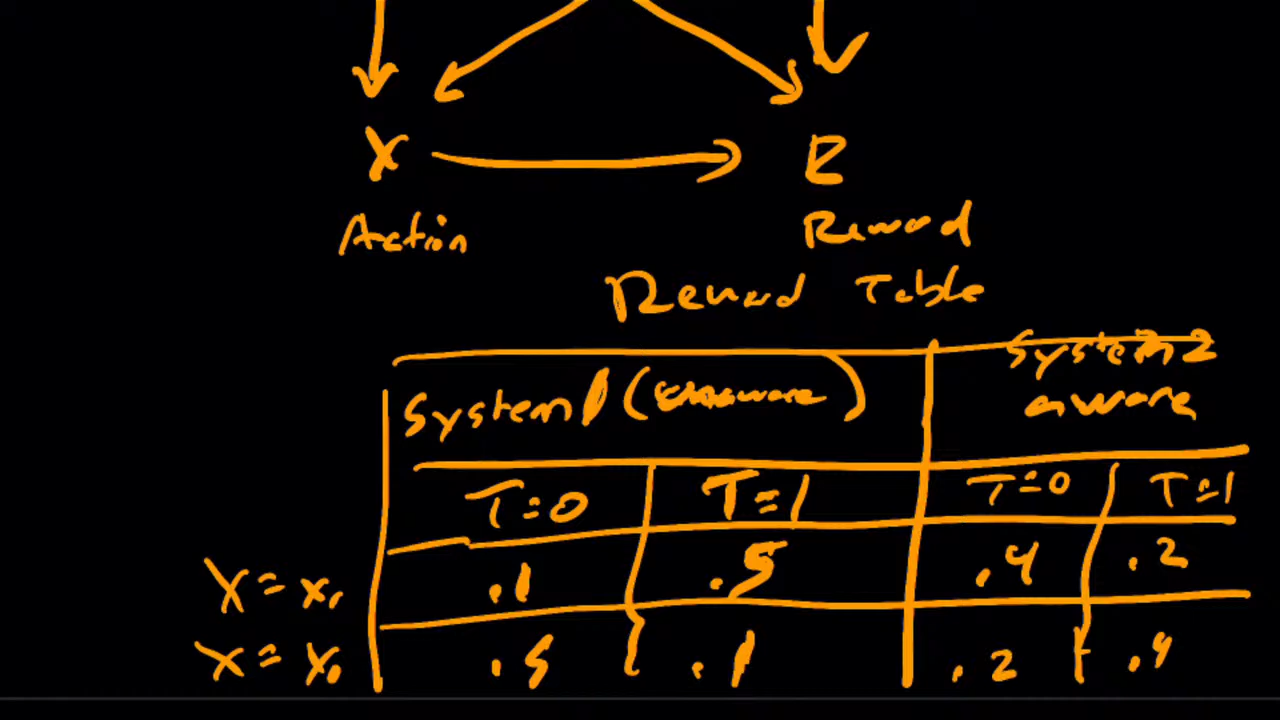 X R
Action Reward
Reward Table
System 1 (unaware) System 2
aware
T=0 T=1 T=0 T=1
X = x₁ .1 .5 .4 .2
X = x₀ .5 .1 .2 .4